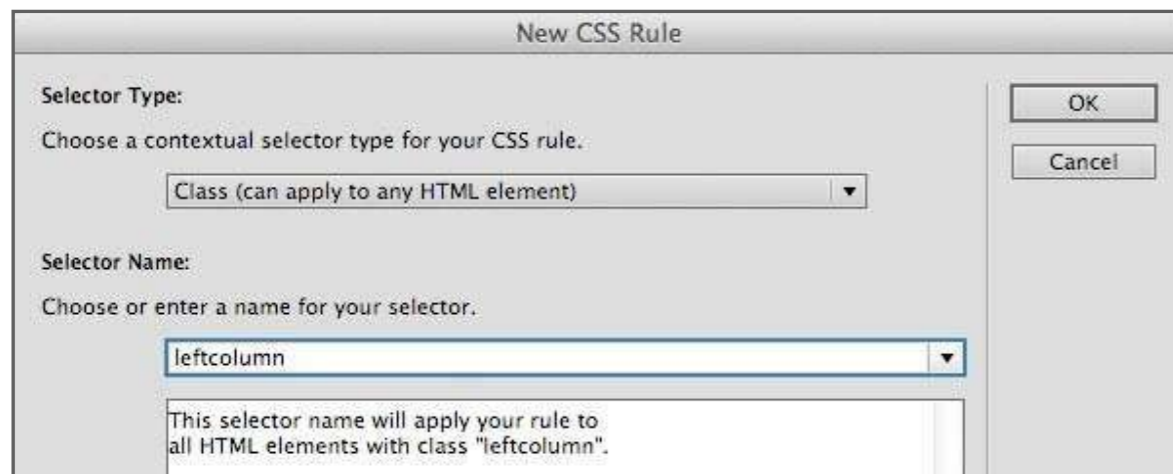 New CSS Rule
Selector Type:
Choose a contextual selector type for your CSS rule.
Class (can apply to any HTML element)
OK
Cancel
Selector Name:
Choose or enter a name for your selector.
leftcolumn
This selector name will apply your rule to
all HTML elements with class "leftcolumn".